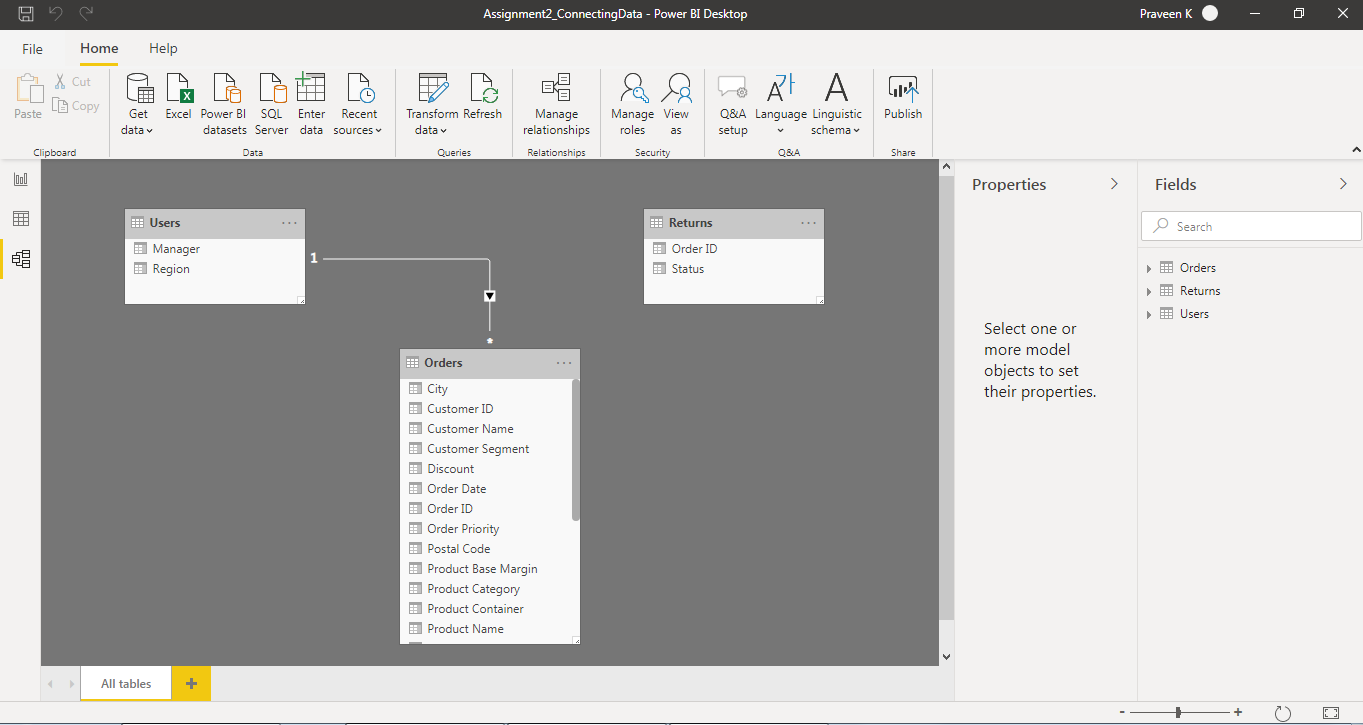 Assignment2_ConnectingData - Power BI Desktop
Praveen K
File
Home
Help
Paste
Cut
Copy
Get
data
Excel
Power BI
datasets
SQL
Server
Enter
data
Recent
sources
Transform
data
Refresh
Manage
relationships
Manage
roles
View
as
Q&A
setup
Language
Linguistic
schema
Publish
Clipboard
Data
Queries
Relationships
Security
Q&A
Share
Users
Manager
Region
1
*
Returns
Order ID
Status
Orders
City
Customer ID
Customer Name
Customer Segment
Discount
Order Date
Order ID
Order Priority
Postal Code
Product Base Margin
Product Category
Product Container
Product Name
Properties
Select one or
more model
objects to set
their properties.
Fields
Search
Orders
Returns
Users
All tables
+
- +